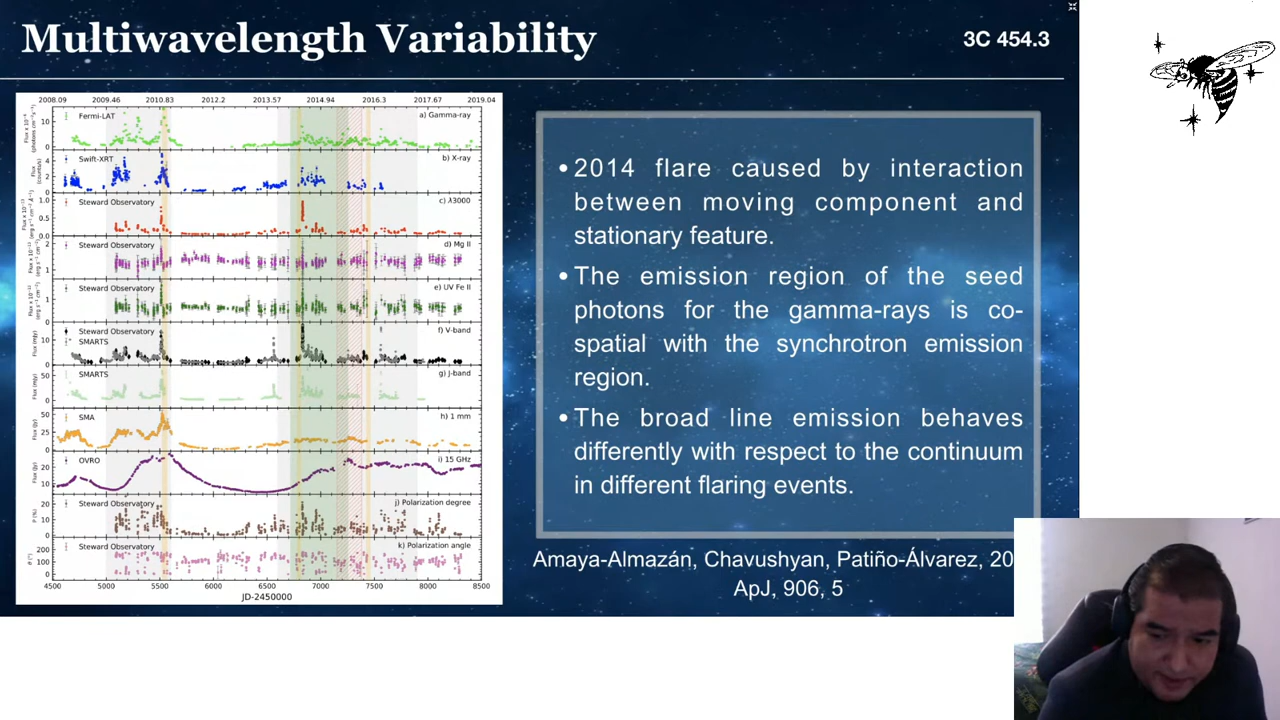 Multiwavelength Variability
3C 454.3
2008.09 2009.46 2010.83 2012.2 2013.57 2014.94 2016.3 2017.67 2019.04
Fermi-LAT
a) Gamma-ray
Swift-XRT
b) X-ray
Steward Observatory
c) λ3000
Steward Observatory
d) Mg II
Steward Observatory
e) UV Fe II
Steward Observatory
SMARTS
f) V-band
SMARTS
g) J-band
SMA
h) 1 mm
OVRO
i) 15 GHz
Steward Observatory
j) Polarization degree
Steward Observatory
k) Polarization angle
4500 5000 5500 6000 6500 7000 7500 8000 8500
JD-2450000
• 2014 flare caused by interaction
between moving component and
stationary feature.
• The emission region of the seed
photons for the gamma-rays is co-
spatial with the synchrotron emission
region.
• The broad line emission behaves
differently with respect to the continuum
in different flaring events.
Amaya-Almazán, Chavushyan, Patiño-Álvarez, 20
ApJ, 906, 5